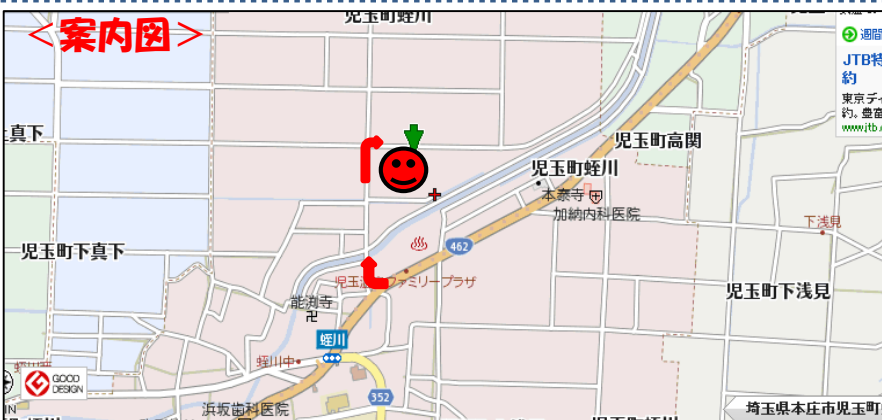 ＜案内図＞
児玉町蛭川
週間
JTB特
約
東京ディ
約。豊富
www.jtb.
真下
児玉町高関
児玉町蛭川
本泰寺
加納内科医院
下浅見
462
児玉町下真下
児玉温泉ファミリープラザ
児玉町下浅見
能満寺
蛭川
蛭川中
GOOD
DESIGN
352
浜坂歯科医院
埼玉県本庄市児玉町